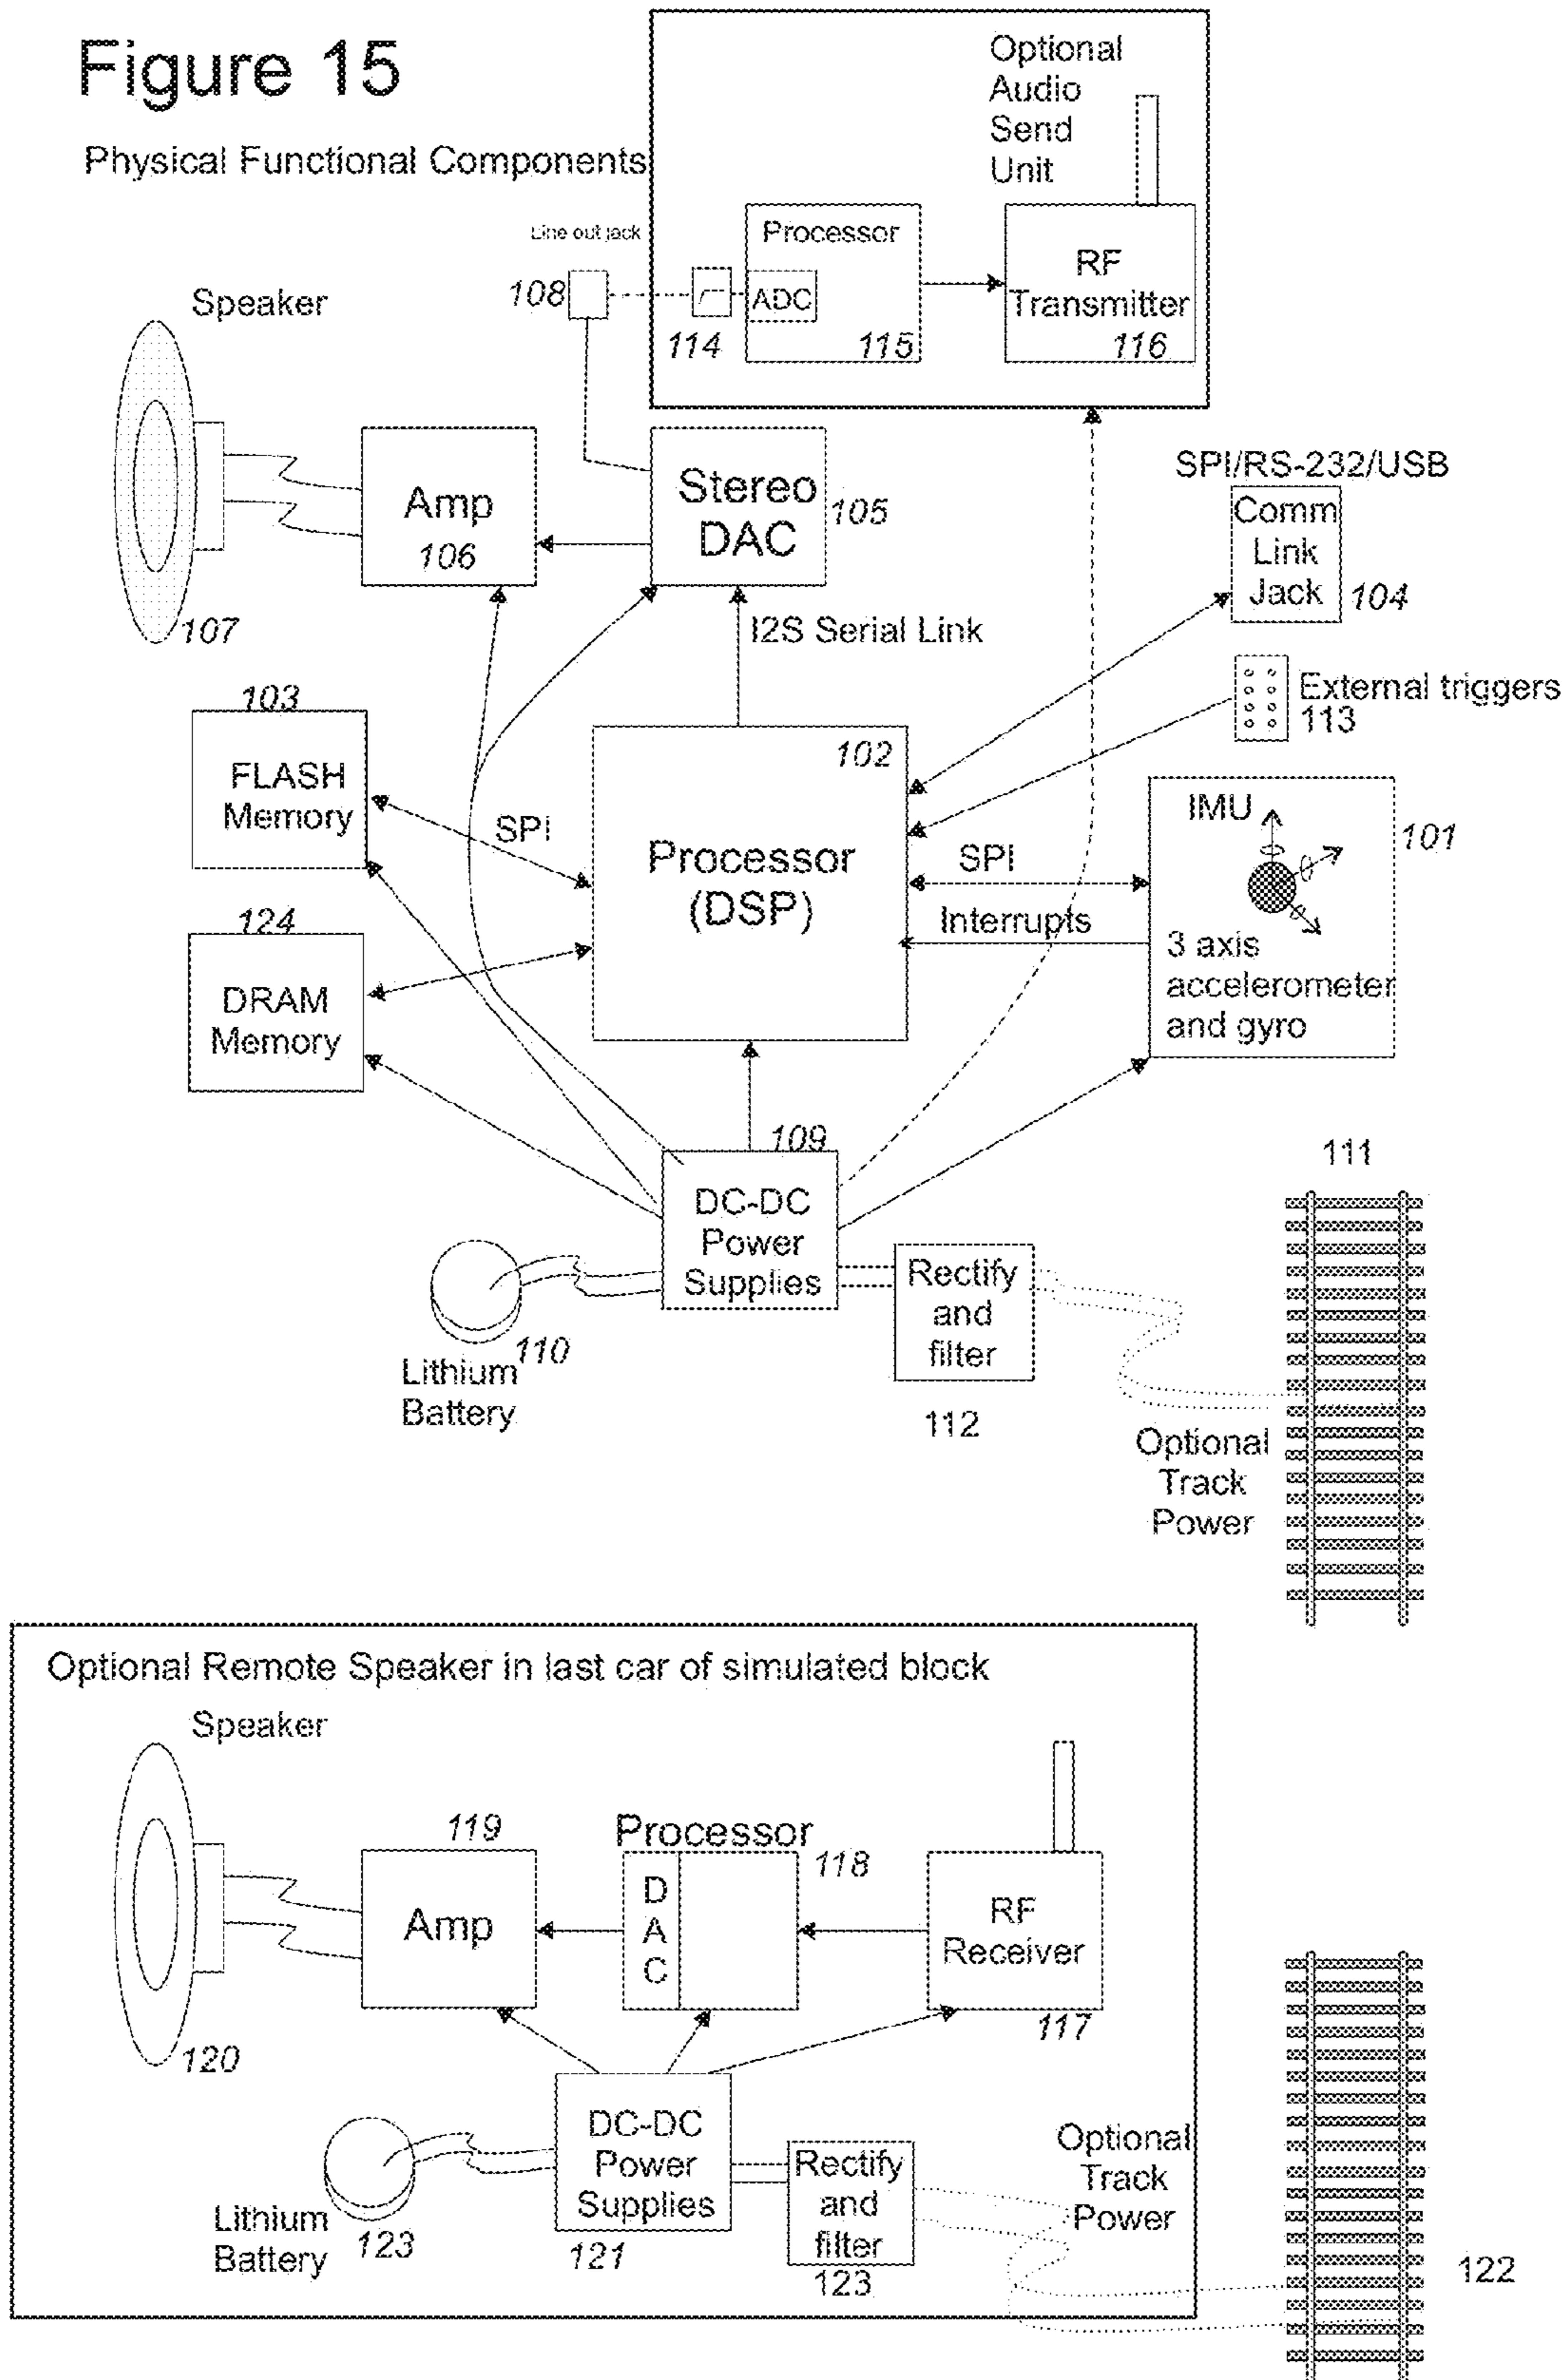 Figure 15
Physical Functional Components
Optional
Audio
Send
Unit
Line out jack
108
114
Processor
ADC
115
RF
Transmitter
116
Speaker
107
Amp
106
Stereo
DAC
105
I2S Serial Link
SPI/RS-232/USB
Comm
Link
Jack
104
External triggers
113
103
FLASH
Memory
SPI
102
Processor
(DSP)
SPI
Interrupts
IMU
101
3 axis
accelerometer
and gyro
124
DRAM
Memory
109
DC-DC
Power
Supplies
110
Lithium
Battery
Rectify
and
filter
112
111
Optional
Track
Power
Optional Remote Speaker in last car of simulated block
Speaker
120
119
Amp
Processor
118
D
A
C
RF
Receiver
117
DC-DC
Power
Supplies
121
Lithium
Battery
123
Rectify
and
filter
123
Optional
Track
Power
122